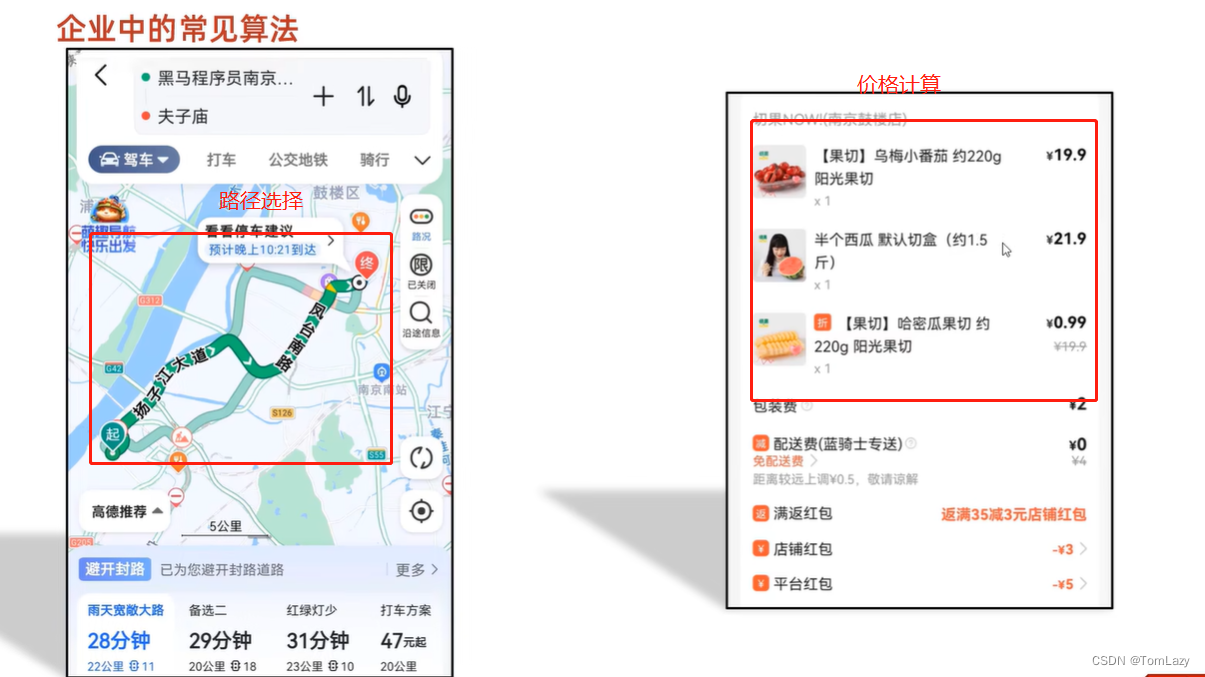 企业中的常见算法
黑马程序员南京...
夫子庙
驾车
打车
公交地铁
骑行
路径选择
鼓楼区
萌趣导航
快乐出发
看看停车建议
预计晚上10:21到达
路况
限
已关闭
沿途信息
终
G312
凤台南路
扬子江大道
G42
南京南站
S126
江宁
起
S55
高德推荐
5公里
G205
避开封路
已为您避开封路道路
更多
雨天宽敞大路
备选二
红绿灯少
打车方案
28分钟
29分钟
31分钟
47元起
22公里 11
20公里 18
23公里 10
20公里
价格计算
切果NOW!(南京鼓楼店)
【果切】乌梅小番茄 约220g
阳光果切
¥19.9
x 1
半个西瓜 默认切盒（约1.5
斤）
¥21.9
x 1
折 【果切】哈密瓜果切 约
220g 阳光果切
¥0.99
¥19.9
x 1
包装费
¥2
减 配送费(蓝骑士专送)
¥0
免配送费
¥4
距离较远上调¥0.5，敬请谅解
返 满返红包
返满35减3元店铺红包
¥ 店铺红包
-¥3
¥ 平台红包
-¥5
CSDN @TomLazy